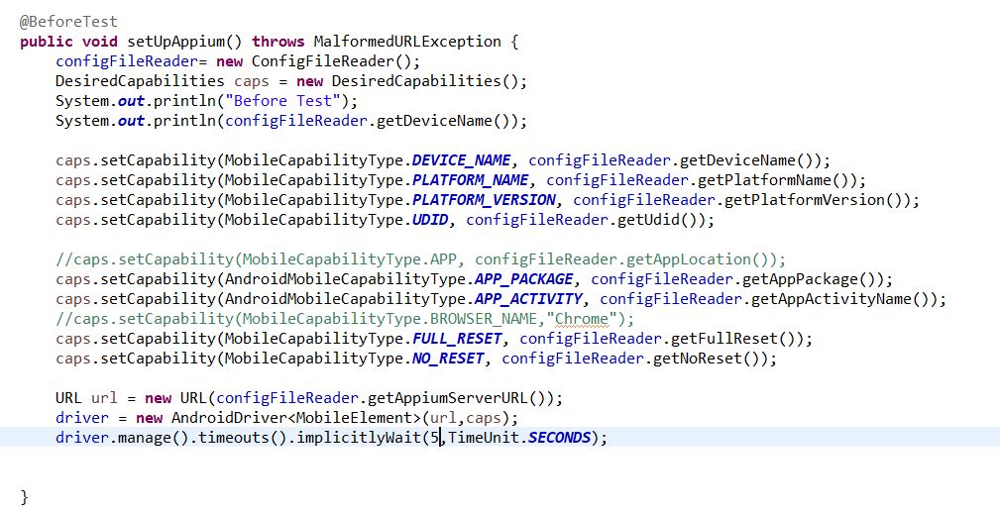 @BeforeTest
public void setUpAppium() throws MalformedURLException {
configFileReader= new ConfigFileReader();
DesiredCapabilities caps = new DesiredCapabilities();
System.out.println("Before Test");
System.out.println(configFileReader.getDeviceName());
caps.setCapability(MobileCapabilityType.DEVICE_NAME, configFileReader.getDeviceName());
caps.setCapability(MobileCapabilityType.PLATFORM_NAME, configFileReader.getPlatformName());
caps.setCapability(MobileCapabilityType.PLATFORM_VERSION, configFileReader.getPlatformVersion());
caps.setCapability(MobileCapabilityType.UDID, configFileReader.getUdid());
//caps.setCapability(MobileCapabilityType.APP, configFileReader.getAppLocation());
caps.setCapability(AndroidMobileCapabilityType.APP_PACKAGE, configFileReader.getAppPackage());
caps.setCapability(AndroidMobileCapabilityType.APP_ACTIVITY, configFileReader.getAppActivityName());
//caps.setCapability(MobileCapabilityType.BROWSER_NAME,"Chrome");
caps.setCapability(MobileCapabilityType.FULL_RESET, configFileReader.getFullReset());
caps.setCapability(MobileCapabilityType.NO_RESET, configFileReader.getNoReset());
URL url = new URL(configFileReader.getAppiumServerURL());
driver = new AndroidDriver<MobileElement>(url,caps);
driver.manage().timeouts().implicitlyWait(5,TimeUnit.SECONDS);
}